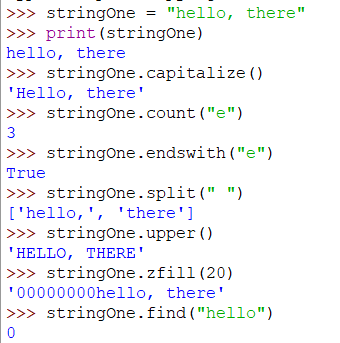 >>> stringOne = "hello, there"
>>> print(stringOne)
hello, there
>>> stringOne.capitalize()
'Hello, there'
>>> stringOne.count("e")
3
>>> stringOne.endswith("e")
True
>>> stringOne.split(" ")
['hello,', 'there']
>>> stringOne.upper()
'HELLO, THERE'
>>> stringOne.zfill(20)
'00000000hello, there'
>>> stringOne.find("hello")
0